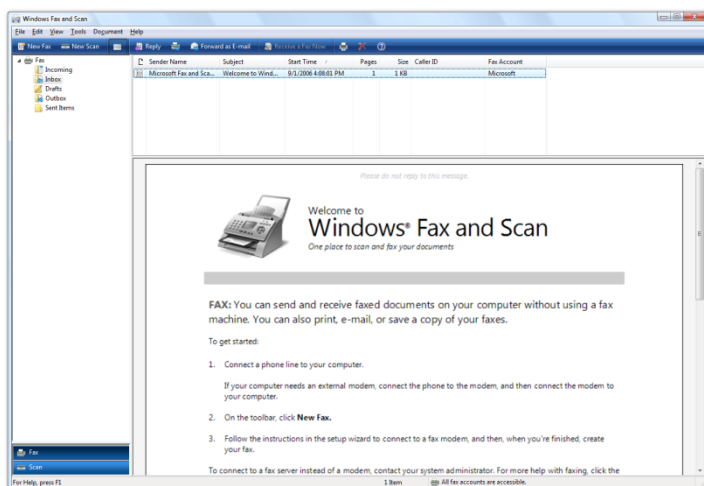 Windows Fax and Scan
File Edit View Tools Document Help
New Fax New Scan Reply Forward as E-mail Receive a Fax Now
Fax
Incoming
Inbox
Drafts
Outbox
Sent Items
Sender Name Subject Start Time Pages Size Caller ID Fax Account
Microsoft Fax and Sca... Welcome to Wind... 9/1/2006 4:08:01 PM 1 1 KB Microsoft
Please do not reply to this message.
Welcome to
Windows® Fax and Scan
One place to scan and fax your documents
FAX: You can send and receive faxed documents on your computer without using a fax
machine. You can also print, e-mail, or save a copy of your faxes.
To get started:
1. Connect a phone line to your computer.
If your computer needs an external modem, connect the phone to the modem, and then connect the modem to
your computer.
2. On the toolbar, click New Fax.
3. Follow the instructions in the setup wizard to connect to a fax modem, and then, when you're finished, create
your fax.
To connect to a fax server instead of a modem, contact your system administrator. For more help with faxing, click the
Fax
Scan
For Help, press F1 1 Item All fax accounts are accessible.